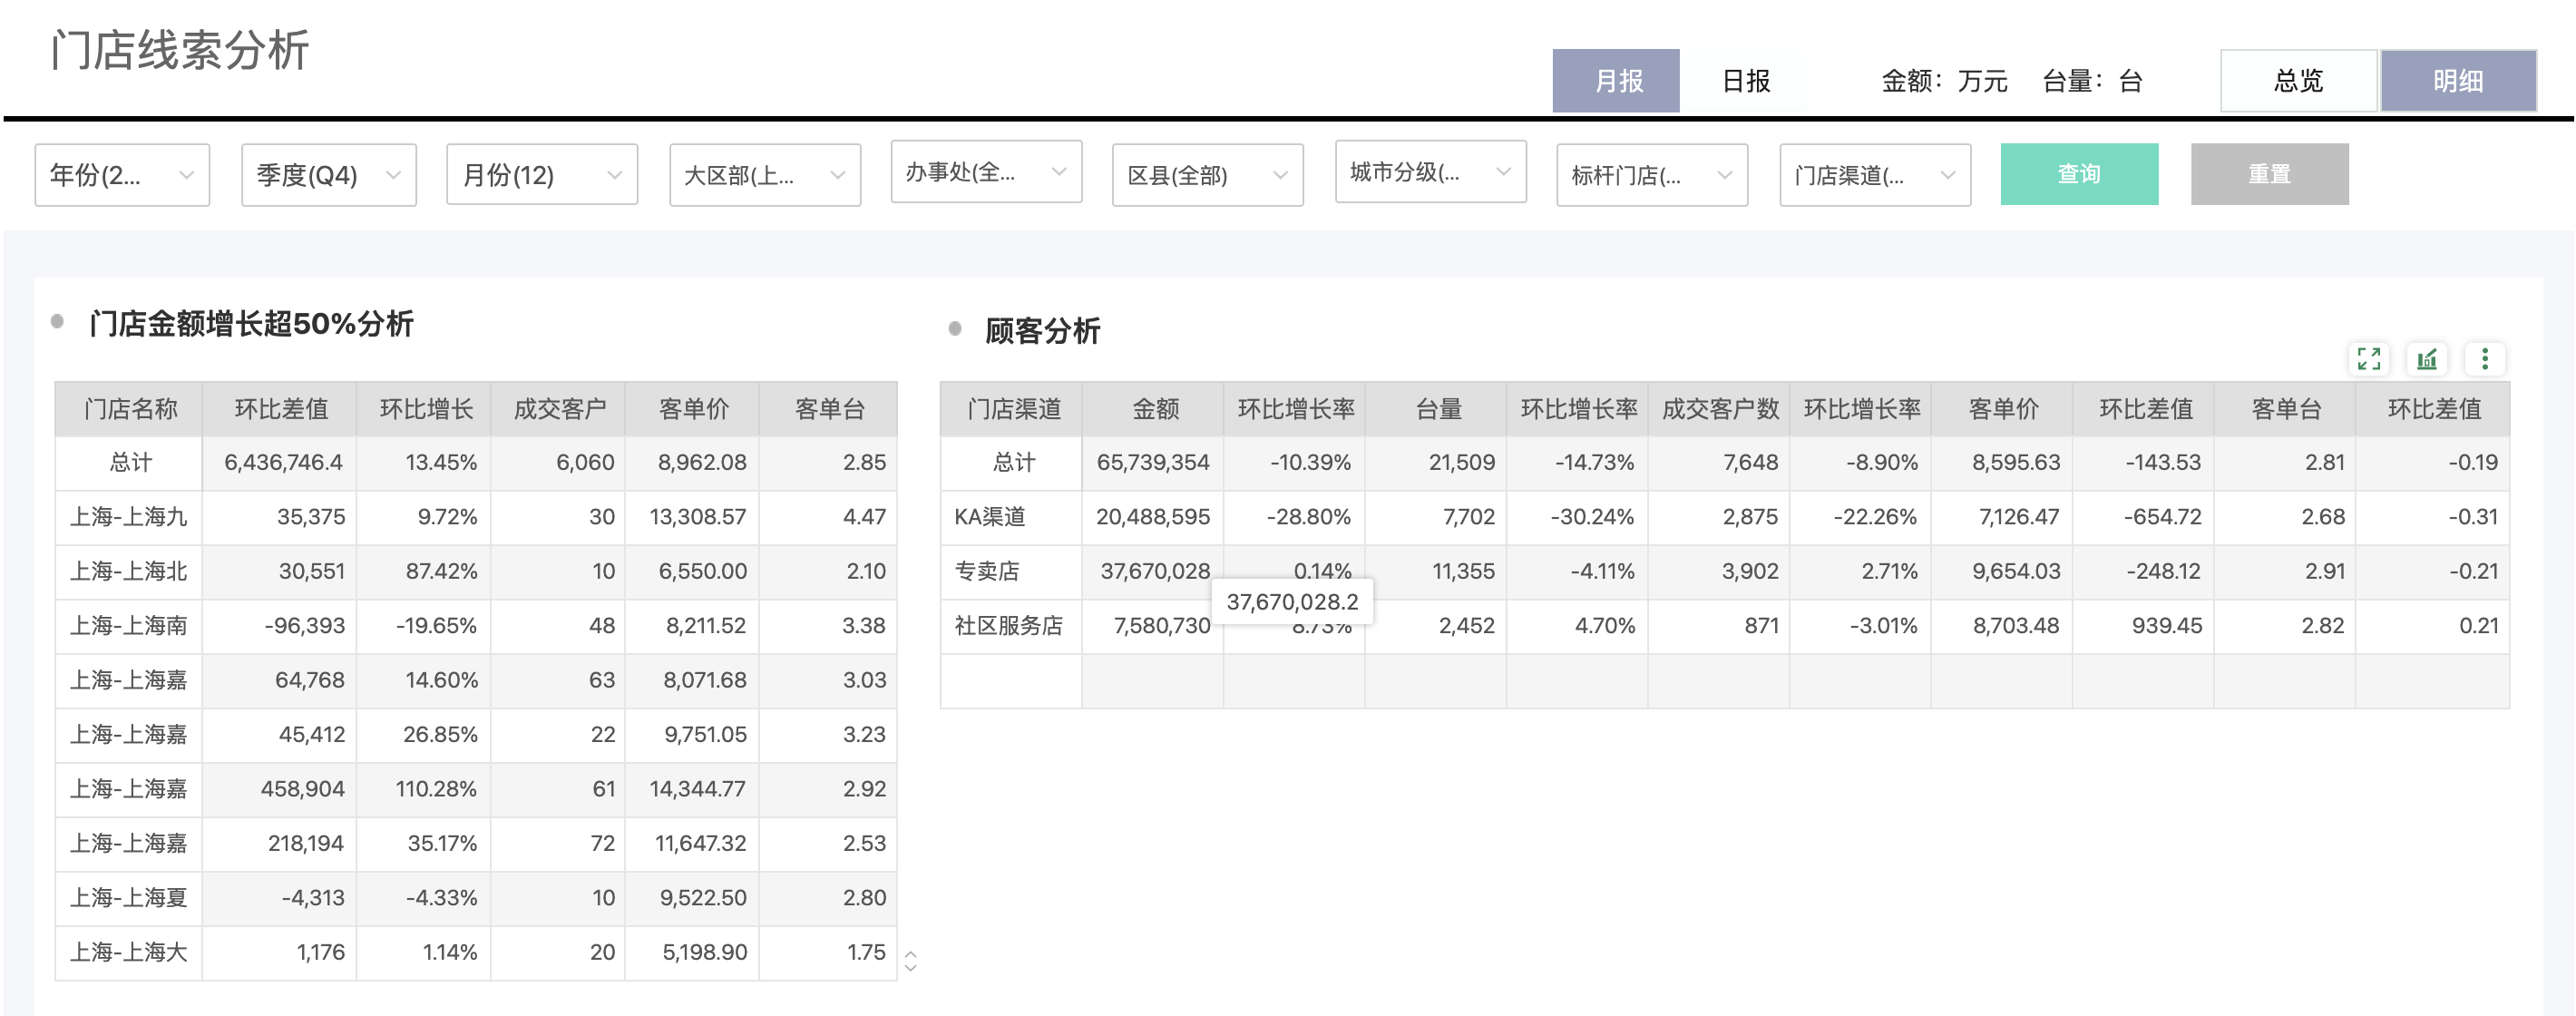 门店线索分析
月报 日报 金额：万元 台量：台 总览 明细
年份(2... 季度(Q4) 月份(12) 大区部(上... 办事处(全... 区县(全部) 城市分级(... 标杆门店(... 门店渠道(... 查询 重置
门店金额增长超50%分析
门店名称 环比差值 环比增长 成交客户 客单价 客单台
总计 6,436,746.4 13.45% 6,060 8,962.08 2.85
上海-上海九 35,375 9.72% 30 13,308.57 4.47
上海-上海北 30,551 87.42% 10 6,550.00 2.10
上海-上海南 -96,393 -19.65% 48 8,211.52 3.38
上海-上海嘉 64,768 14.60% 63 8,071.68 3.03
上海-上海嘉 45,412 26.85% 22 9,751.05 3.23
上海-上海嘉 458,904 110.28% 61 14,344.77 2.92
上海-上海嘉 218,194 35.17% 72 11,647.32 2.53
上海-上海夏 -4,313 -4.33% 10 9,522.50 2.80
上海-上海大 1,176 1.14% 20 5,198.90 1.75
顾客分析
门店渠道 金额 环比增长率 台量 环比增长率 成交客户数 环比增长率 客单价 环比差值 客单台 环比差值
总计 65,739,354 -10.39% 21,509 -14.73% 7,648 -8.90% 8,595.63 -143.53 2.81 -0.19
KA渠道 20,488,595 -28.80% 7,702 -30.24% 2,875 -22.26% 7,126.47 -654.72 2.68 -0.31
专卖店 37,670,028 0.14% 11,355 -4.11% 3,902 2.71% 9,654.03 -248.12 2.91 -0.21
37,670,028.2
社区服务店 7,580,730 8.73% 2,452 4.70% 871 -3.01% 8,703.48 939.45 2.82 0.21